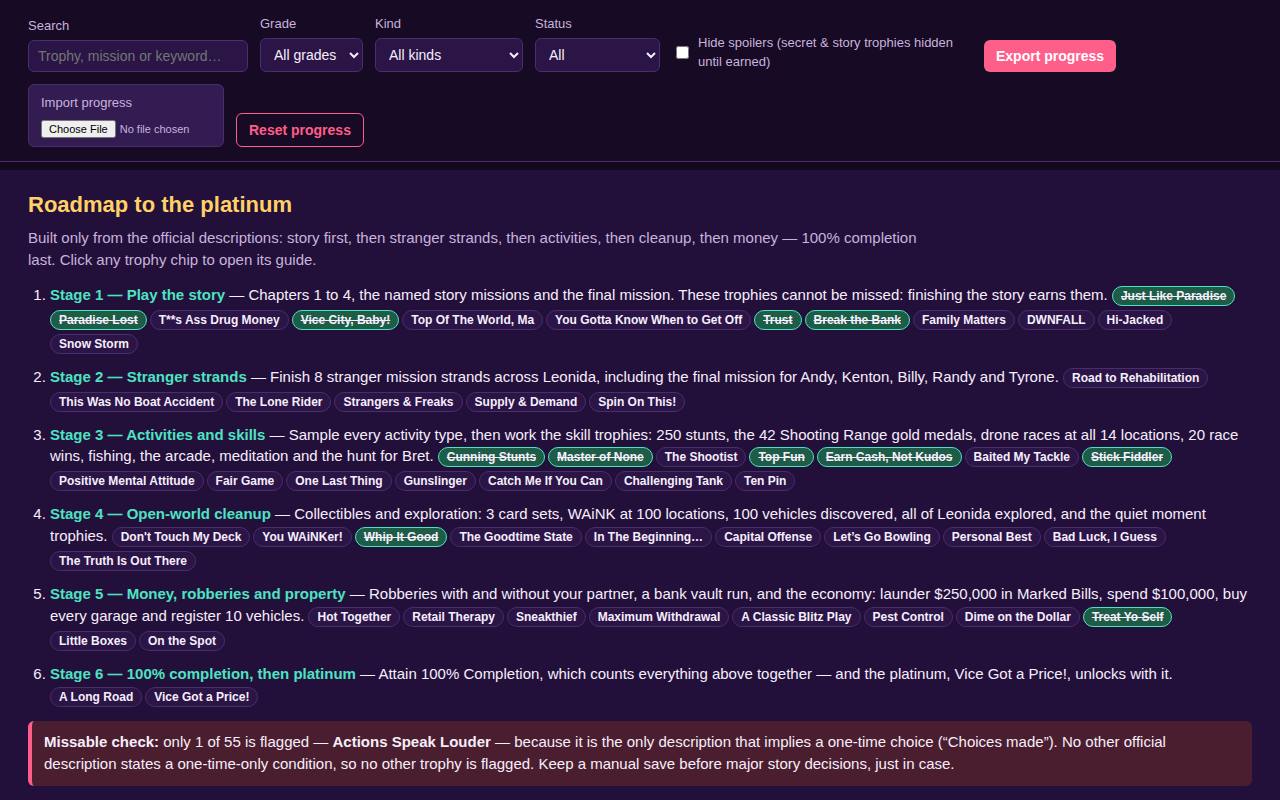 Search
Grade
Kind
Status
Trophy, mission or keyword…
All grades
All kinds
All
Hide spoilers (secret & story trophies hidden
until earned)
Export progress
Import progress
Choose File No file chosen
Reset progress
Roadmap to the platinum
Built only from the official descriptions: story first, then stranger strands, then activities, then cleanup, then money — 100% completion
last. Click any trophy chip to open its guide.
1. Stage 1 — Play the story — Chapters 1 to 4, the named story missions and the final mission. These trophies cannot be missed: finishing the story earns them. Just Like Paradise
Paradise Lost T**s Ass Drug Money Vice City, Baby! Top Of The World, Ma You Gotta Know When to Get Off Trust Break the Bank Family Matters DWNFALL Hi-Jacked
Snow Storm
2. Stage 2 — Stranger strands — Finish 8 stranger mission strands across Leonida, including the final mission for Andy, Kenton, Billy, Randy and Tyrone. Road to Rehabilitation
This Was No Boat Accident The Lone Rider Strangers & Freaks Supply & Demand Spin On This!
3. Stage 3 — Activities and skills — Sample every activity type, then work the skill trophies: 250 stunts, the 42 Shooting Range gold medals, drone races at all 14 locations, 20 race
wins, fishing, the arcade, meditation and the hunt for Bret. Cunning Stunts Master of None The Shootist Top Fun Earn Cash, Not Kudos Baited My Tackle Stick Fiddler
Positive Mental Attitude Fair Game One Last Thing Gunslinger Catch Me If You Can Challenging Tank Ten Pin
4. Stage 4 — Open-world cleanup — Collectibles and exploration: 3 card sets, WAiNK at 100 locations, 100 vehicles discovered, all of Leonida explored, and the quiet moment
trophies. Don't Touch My Deck You WAiNKer! Whip It Good The Goodtime State In The Beginning… Capital Offense Let’s Go Bowling Personal Best Bad Luck, I Guess
The Truth Is Out There
5. Stage 5 — Money, robberies and property — Robberies with and without your partner, a bank vault run, and the economy: launder $250,000 in Marked Bills, spend $100,000, buy
every garage and register 10 vehicles. Hot Together Retail Therapy Sneakthief Maximum Withdrawal A Classic Blitz Play Pest Control Dime on the Dollar Treat Yo Self
Little Boxes On the Spot
6. Stage 6 — 100% completion, then platinum — Attain 100% Completion, which counts everything above together — and the platinum, Vice Got a Price!, unlocks with it.
A Long Road Vice Got a Price!
Missable check: only 1 of 55 is flagged — Actions Speak Louder — because it is the only description that implies a one-time choice (“Choices made”). No other official
description states a one-time-only condition, so no other trophy is flagged. Keep a manual save before major story decisions, just in case.